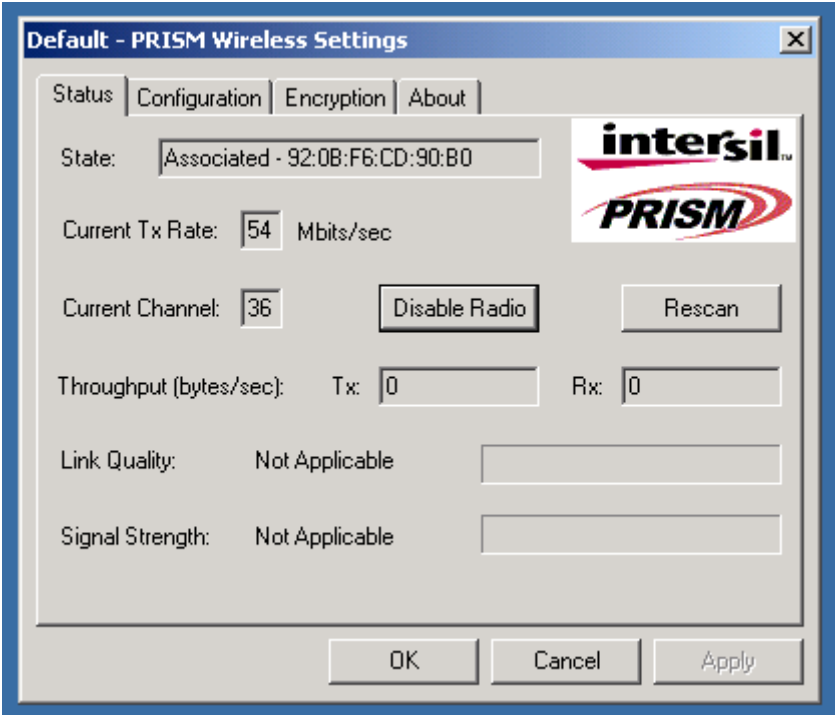 Default - PRISM Wireless Settings
Status Configuration Encryption About
State: Associated - 92:0B:F6:CD:90:B0
intersil™
PRISM
Current Tx Rate: 54 Mbits/sec
Current Channel: 36 Disable Radio Rescan
Throughput (bytes/sec): Tx: 0 Rx: 0
Link Quality: Not Applicable
Signal Strength: Not Applicable
OK Cancel Apply